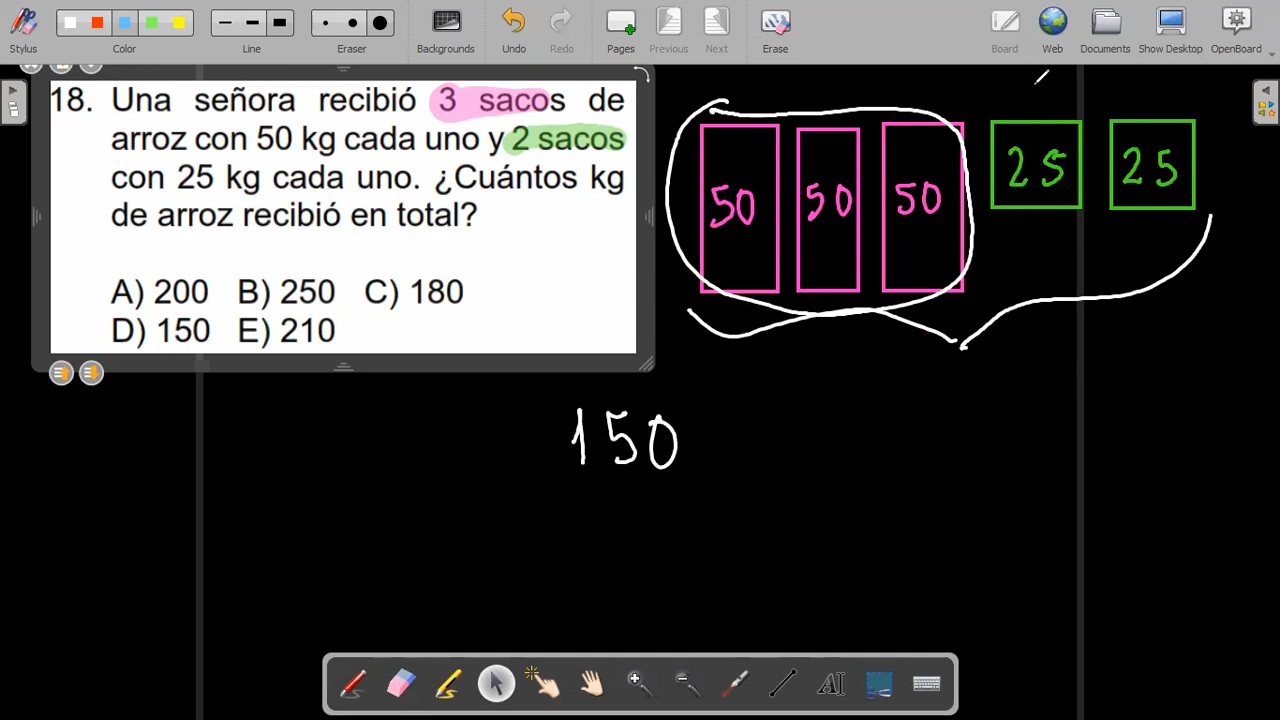 Stylus Color Line Eraser Backgrounds Undo Redo Pages Previous Next Erase Board Web Documents Show Desktop OpenBoard
18. Una señora recibió 3 sacos de
arroz con 50 kg cada uno y 2 sacos
con 25 kg cada uno. ¿Cuántos kg
de arroz recibió en total?
A) 200 B) 250 C) 180
D) 150 E) 210
50 50 50 25 25
150
AI